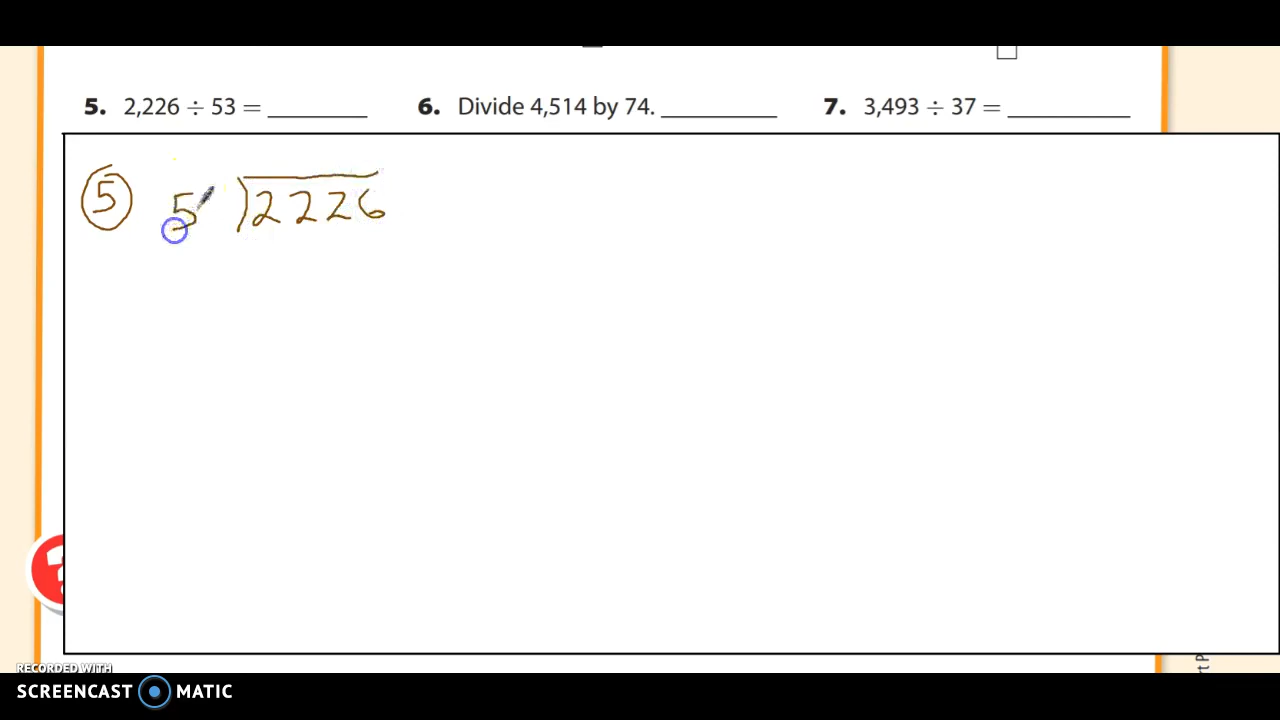 5. 2,226 ÷ 53 = ________ 6. Divide 4,514 by 74. ________ 7. 3,493 ÷ 37 = ________
5 5 ) 2226
RECORDED WITH
SCREENCAST MATIC